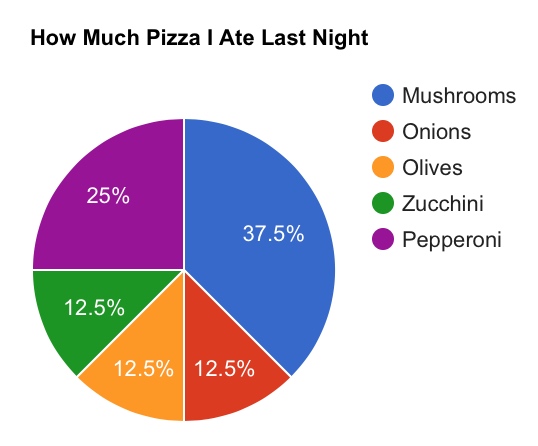 How Much Pizza I Ate Last Night
Mushrooms
Onions
Olives
Zucchini
Pepperoni
25%
37.5%
12.5%
12.5%
12.5%